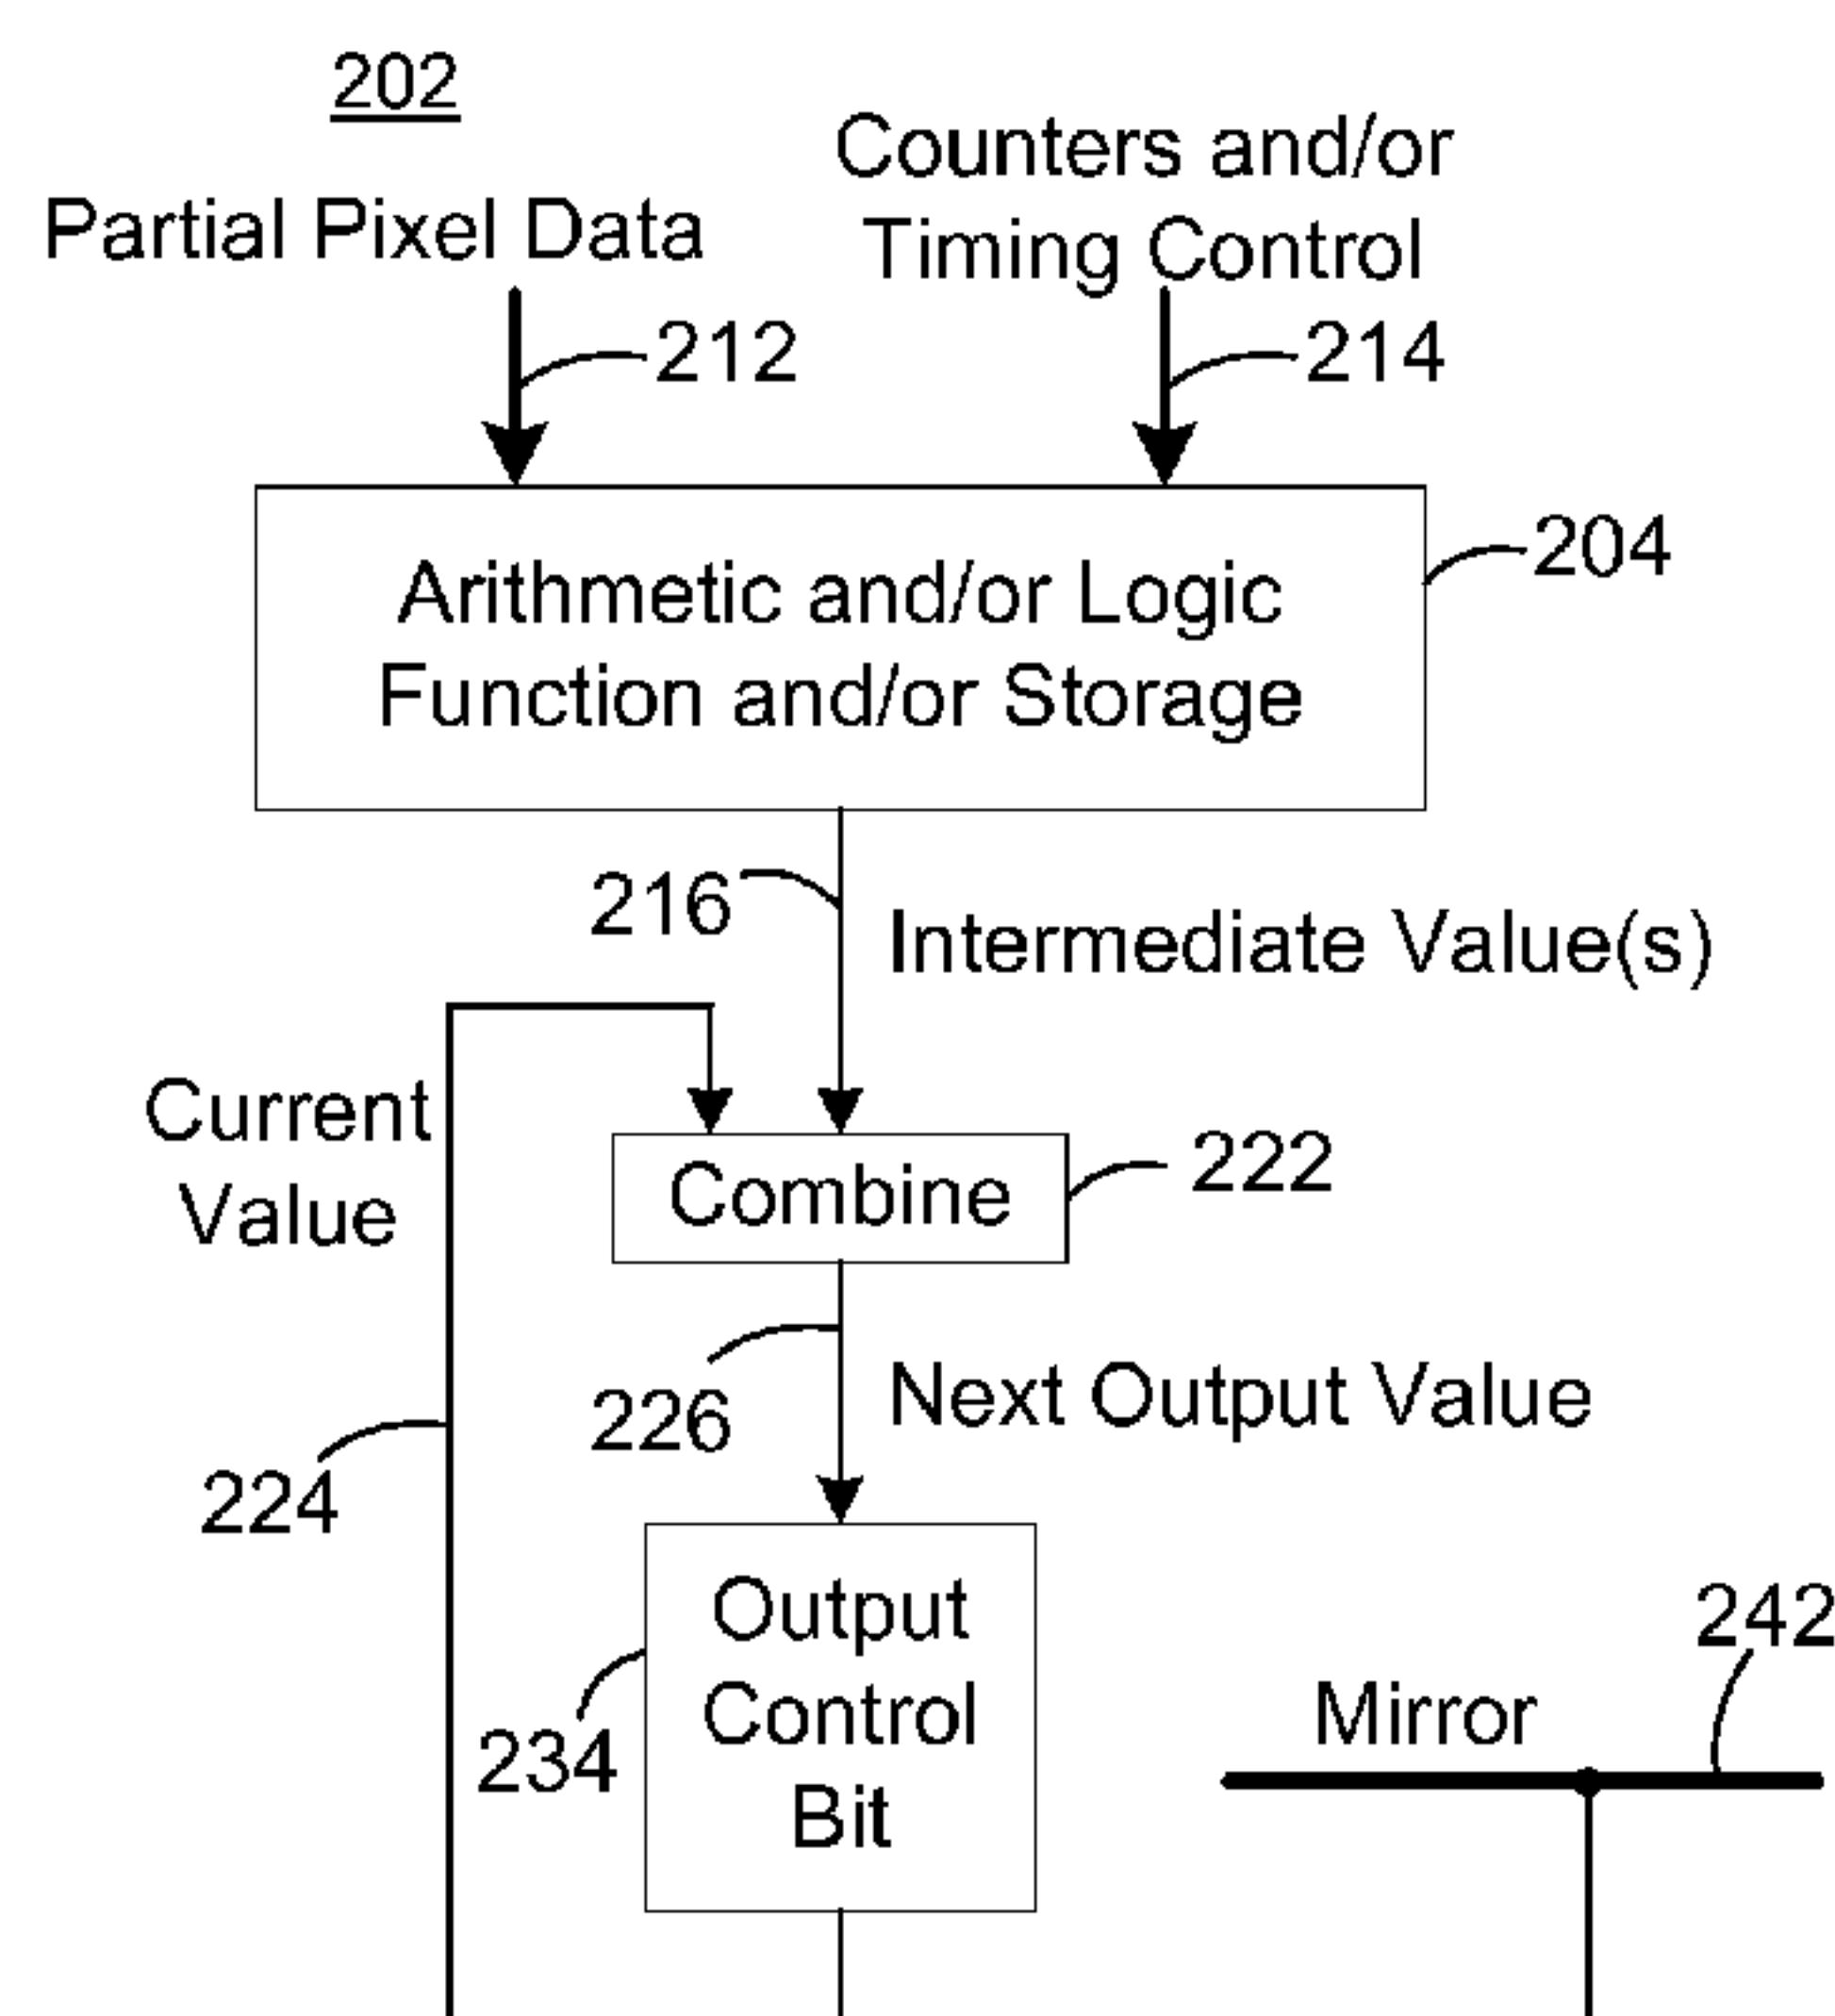 202
Partial Pixel Data
Counters and/or
Timing Control
212
214
Arithmetic and/or Logic
Function and/or Storage
204
216
Intermediate Value(s)
Current
Value
Combine
222
226
Next Output Value
224
Output
Control
Bit
234
Mirror
242